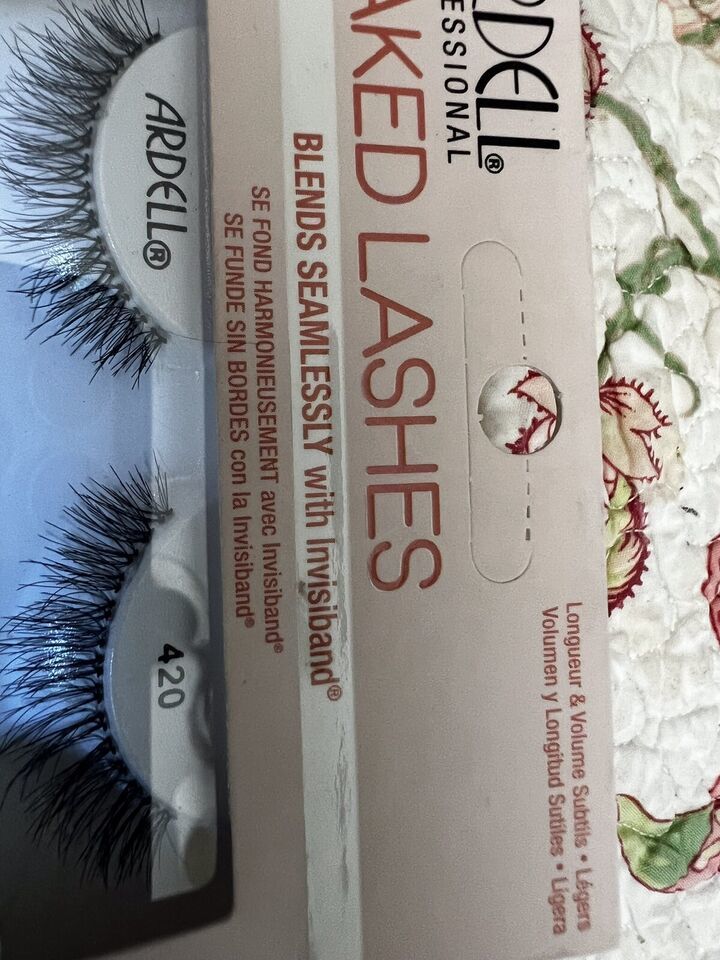 ARDELL®
ESSIONAL
AKED LASHES
Longueur & Volume Subtils • Légers
Volumen y Longitud Sutiles • Ligera
BLENDS SEAMLESSLY with Invisiband®
SE FOND HARMONIEUSEMENT avec Invisiband®
SE FUNDE SIN BORDES con la Invisiband®
ARDELL®
420